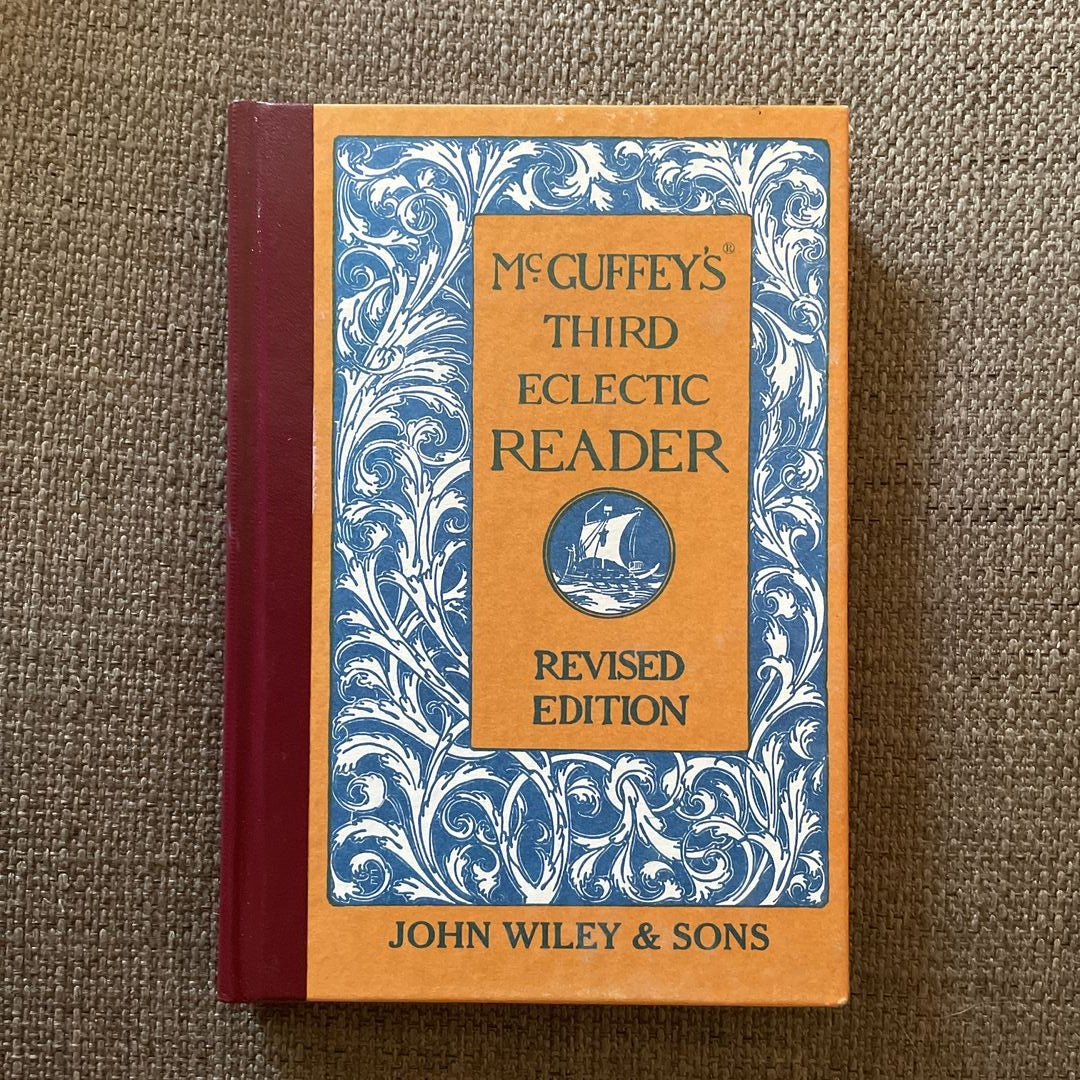 McGUFFEY'S®
THIRD
ECLECTIC
READER
REVISED
EDITION
JOHN WILEY & SONS